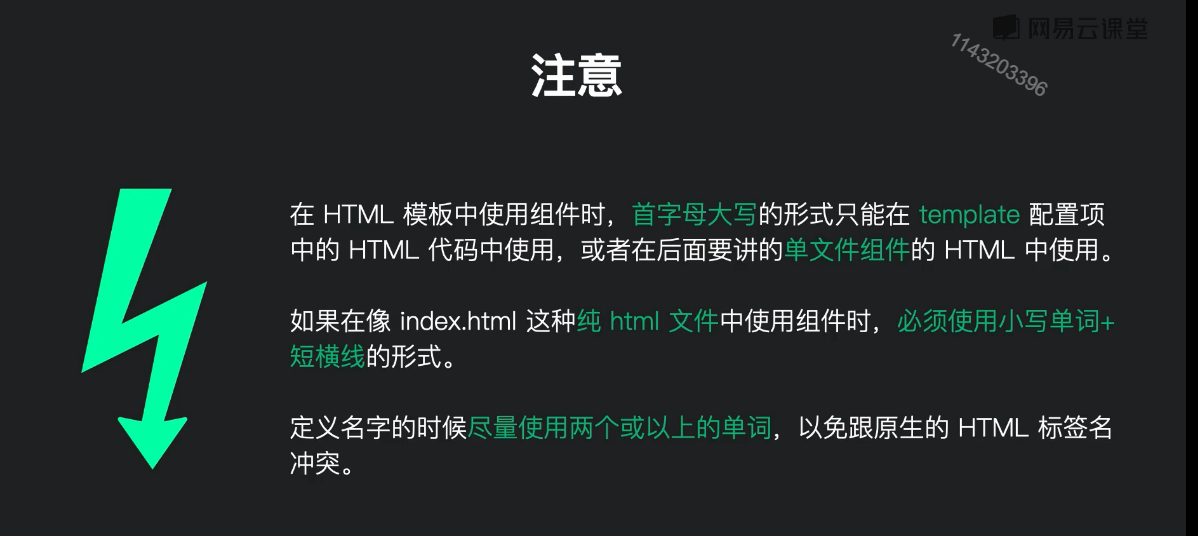 网易云课堂
1143203396
注意
在 HTML 模板中使用组件时，首字母大写的形式只能在 template 配置项
中的 HTML 代码中使用，或者在后面要讲的单文件组件的 HTML 中使用。
如果在像 index.html 这种纯 html 文件中使用组件时，必须使用小写单词+
短横线的形式。
定义名字的时候尽量使用两个或以上的单词，以免跟原生的 HTML 标签名
冲突。